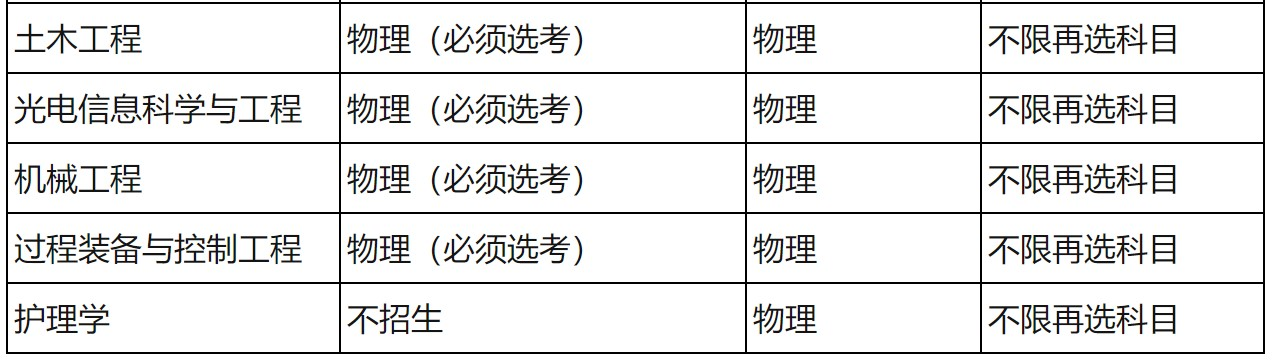 土木工程 物理（必须选考） 物理 不限再选科目
光电信息科学与工程 物理（必须选考） 物理 不限再选科目
机械工程 物理（必须选考） 物理 不限再选科目
过程装备与控制工程 物理（必须选考） 物理 不限再选科目
护理学 不招生 物理 不限再选科目